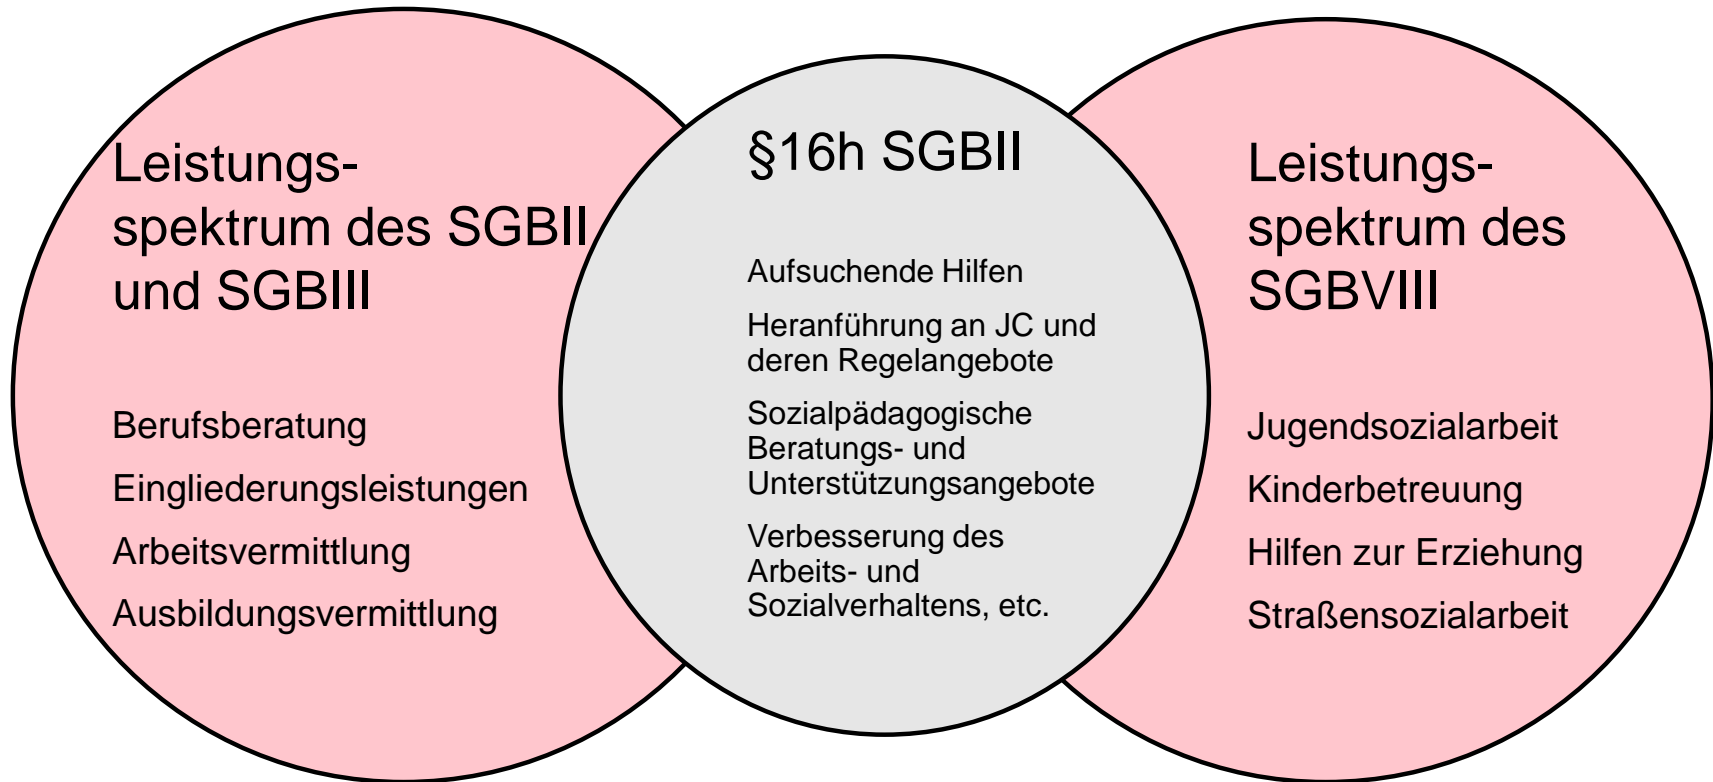 Leistungs-
spektrum des SGBII
und SGBIII
Berufsberatung
Eingliederungsleistungen
Arbeitsvermittlung
Ausbildungsvermittlung
§16h SGBII
Aufsuchende Hilfen
Heranführung an JC und
deren Regelangebote
Sozialpädagogische
Beratungs- und
Unterstützungsangebote
Verbesserung des
Arbeits- und
Sozialverhaltens, etc.
Leistungs-
spektrum des
SGBVIII
Jugendsozialarbeit
Kinderbetreuung
Hilfen zur Erziehung
Straßensozialarbeit